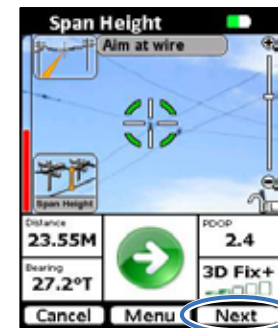 Span Height
Aim at wire
Span Height
Distance
23.55M
PDOP
2.4
Bearing
27.2°T
3D Fix+
Cancel
Menu
Next